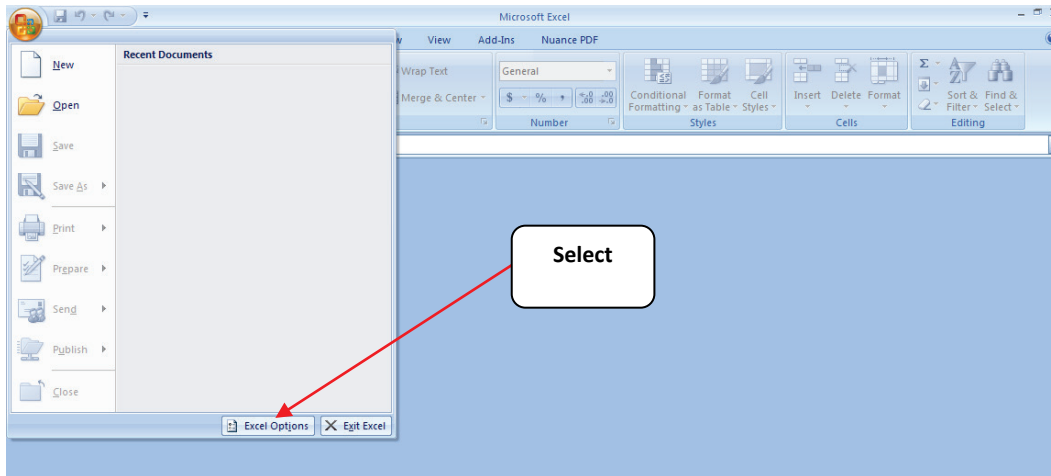 Microsoft Excel
View Add-Ins Nuance PDF
Recent Documents
New
Open
Save
Save As
Print
Prepare
Send
Publish
Close
Excel Options
Exit Excel
Wrap Text
Merge & Center
General
$ % ,
Number
Conditional Formatting
Format as Table
Cell Styles
Styles
Insert Delete Format
Cells
Σ
Sort & Filter
Find & Select
Editing
Select